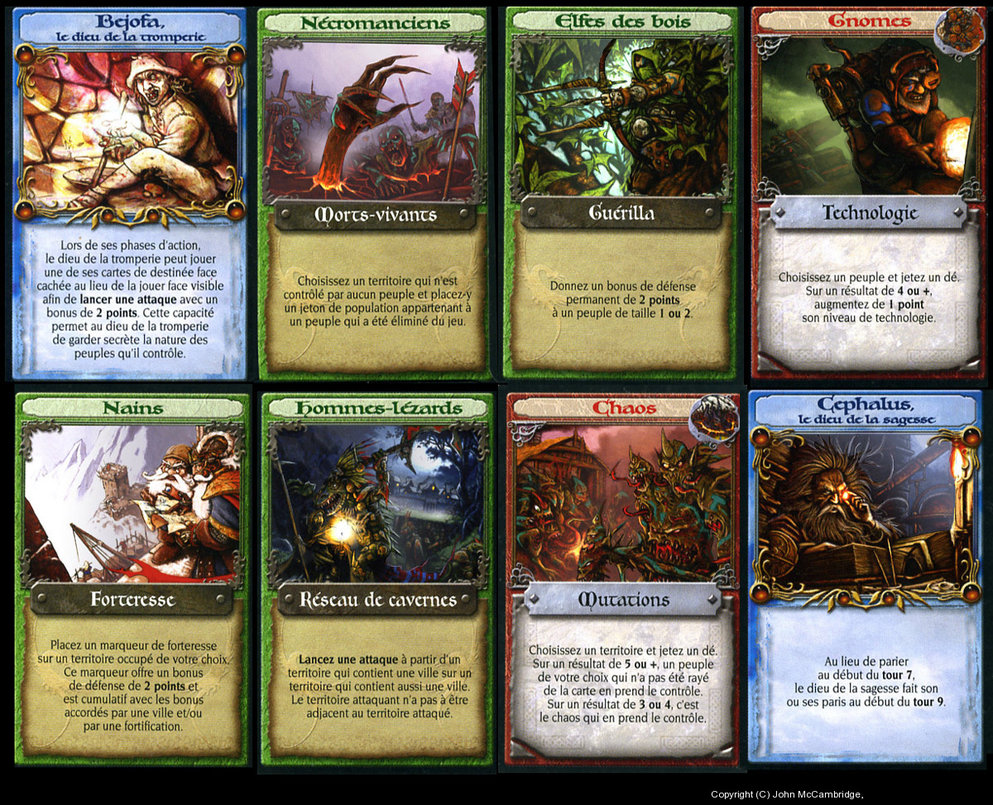 Bejofa,
le dieu de la tromperie
Lors de ses phases d'action,
le dieu de la tromperie peut jouer
une de ses cartes de destinée face
cachée au lieu de la jouer face visible
afin de lancer une attaque avec un
bonus de 2 points. Cette capacité
permet au dieu de la tromperie
de garder secrète la nature des
peuples qu'il contrôle.
Nécromanciens
Morts-vivants
Choisissez un territoire qui n'est
contrôlé par aucun peuple et placez-y
un jeton de population appartenant à
un peuple qui a été éliminé du jeu.
Elfes des bois
Guérilla
Donnez un bonus de défense
permanent de 2 points
à un peuple de taille 1 ou 2.
Gnomes
Technologie
Choisissez un peuple et jetez un dé.
Sur un résultat de 4 ou +,
augmentez de 1 point
son niveau de technologie.
Nains
Forteresse
Placez un marqueur de forteresse
sur un territoire occupé de votre choix.
Ce marqueur offre un bonus
de défense de 2 points et
est cumulatif avec les bonus
accordés par une ville et/ou
par une fortification.
Hommes-lézards
Réseau de cavernes
Lancez une attaque à partir d'un
territoire qui contient une ville sur un
territoire qui contient aussi une ville.
Le territoire attaquant n'a pas à être
adjacent au territoire attaqué.
Chaos
Mutations
Choisissez un territoire et jetez un dé.
Sur un résultat de 5 ou +, un peuple
de votre choix qui n'a pas été rayé
de la carte en prend le contrôle.
Sur un résultat de 3 ou 4, c'est
le chaos qui en prend le contrôle.
Cephalus,
le dieu de la sagesse
Au lieu de parier
au début du tour 7,
le dieu de la sagesse fait son
ou ses paris au début du tour 9.
Copyright (C) John McCambridge,